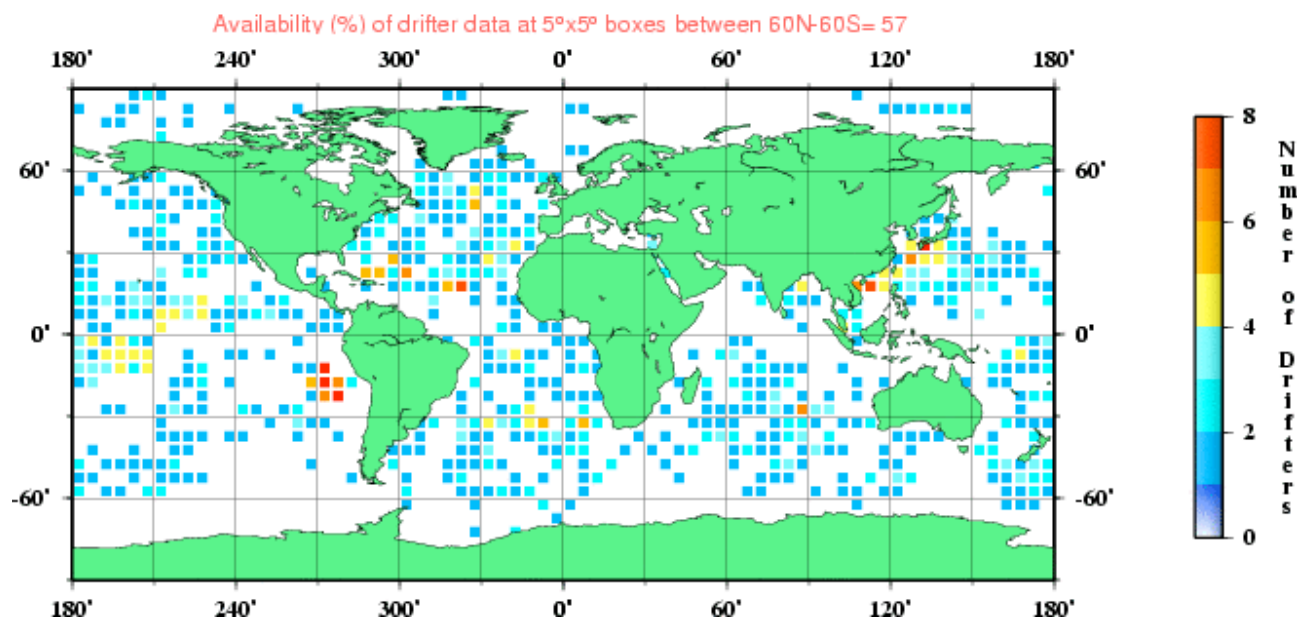 Availability (%) of drifter data at 5°x5° boxes between 60N-60S= 57
180° 240° 300° 0° 60° 120° 180°
60° 60°
0° 0°
-60° -60°
180° 240° 300° 0° 60° 120° 180°
8
6
4
2
0
Number of Drifters